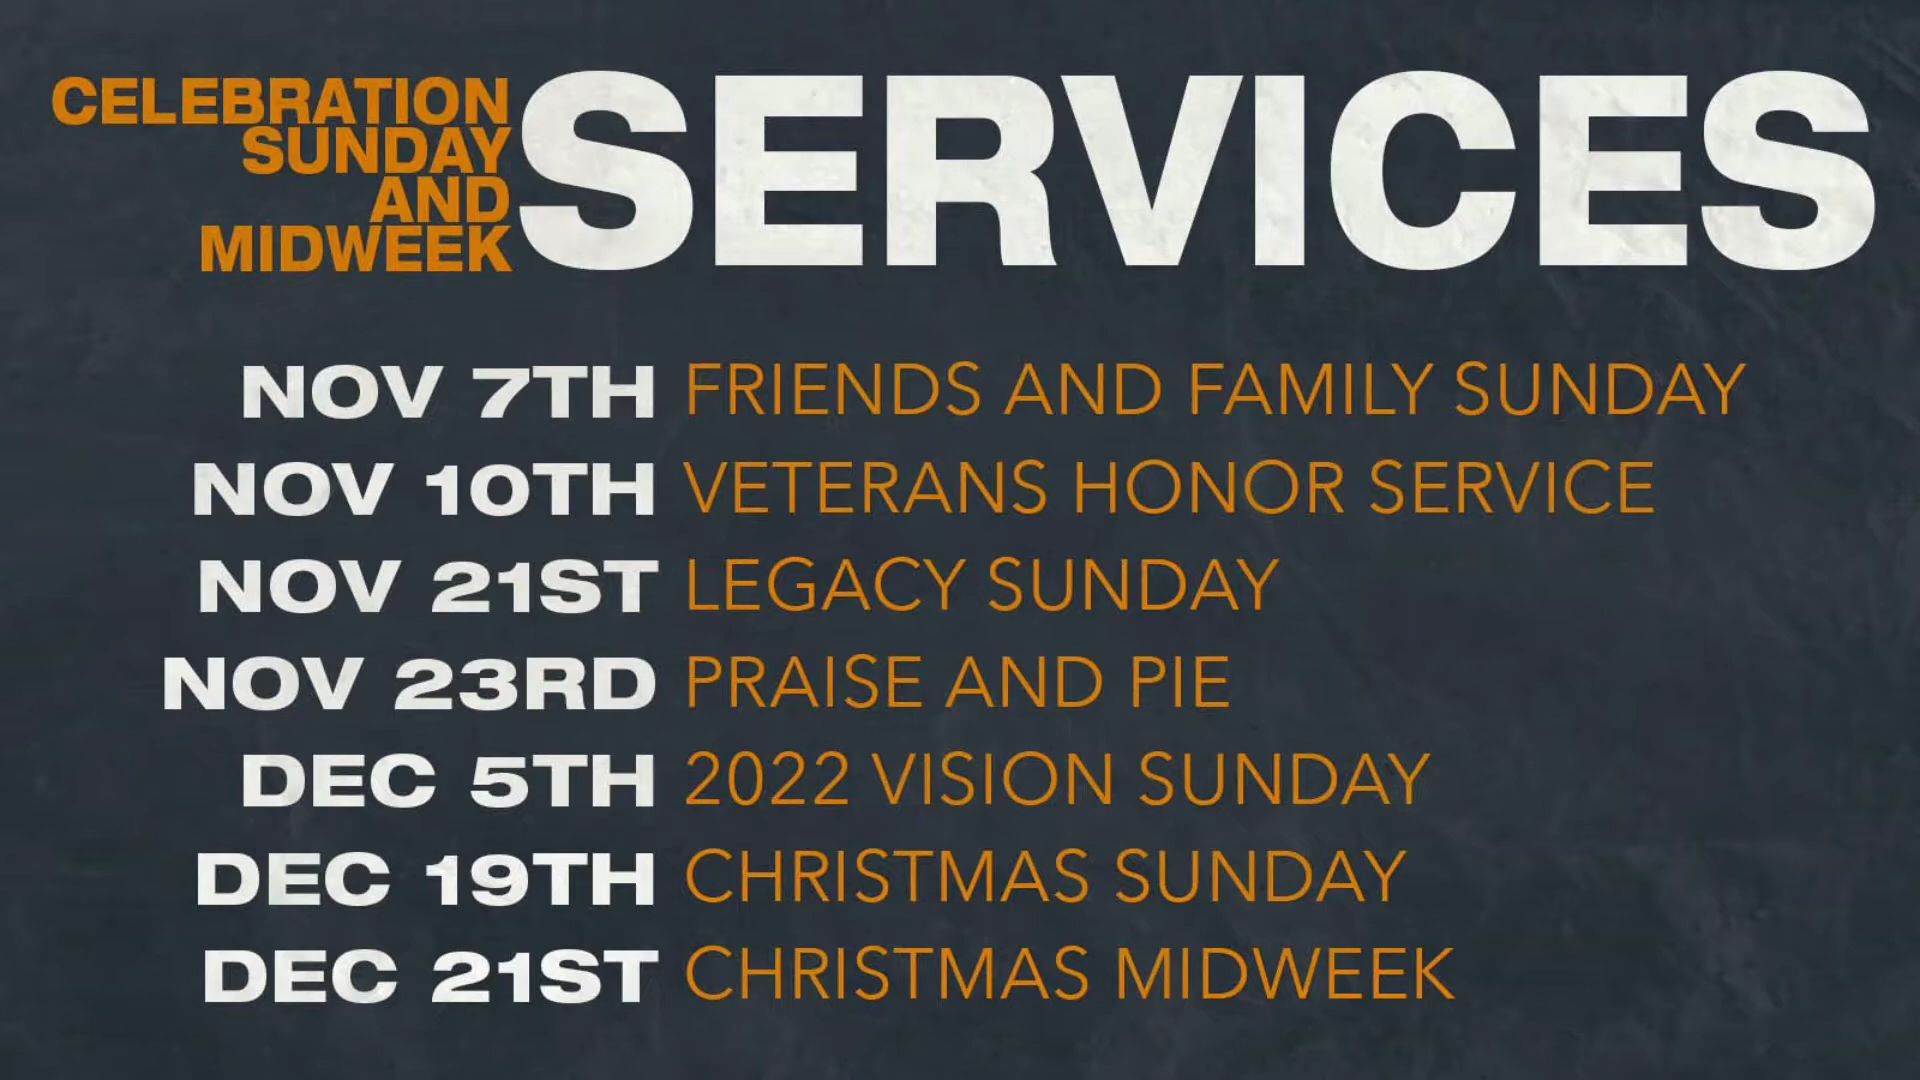 CELEBRATION
SUNDAY
AND
MIDWEEK
SERVICES
NOV 7TH FRIENDS AND FAMILY SUNDAY
NOV 10TH VETERANS HONOR SERVICE
NOV 21ST LEGACY SUNDAY
NOV 23RD PRAISE AND PIE
DEC 5TH 2022 VISION SUNDAY
DEC 19TH CHRISTMAS SUNDAY
DEC 21ST CHRISTMAS MIDWEEK